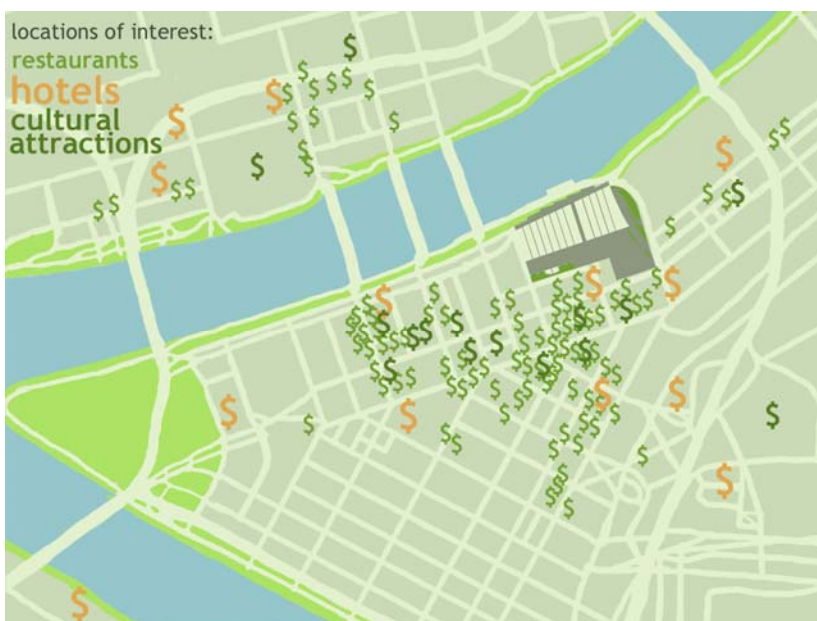 locations of interest:
restaurants
hotels
cultural
attractions